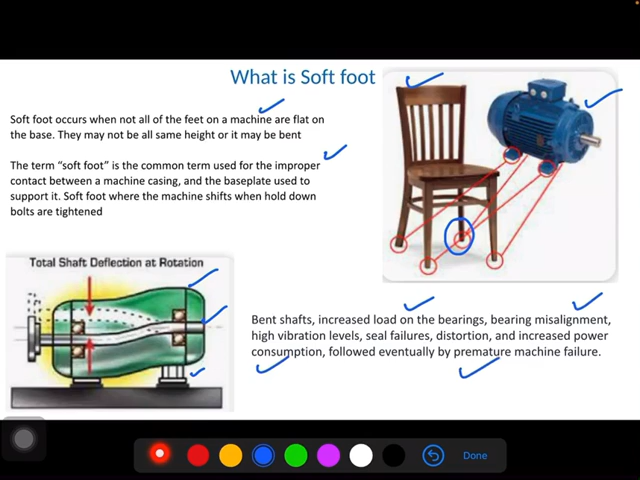 What is Soft foot
Soft foot occurs when not all of the feet on a machine are flat on
the base. They may not be all same height or it may be bent
The term “soft foot” is the common term used for the improper
contact between a machine casing, and the baseplate used to
support it. Soft foot where the machine shifts when hold down
bolts are tightened
Total Shaft Deflection at Rotation
Bent shafts, increased load on the bearings, bearing misalignment,
high vibration levels, seal failures, distortion, and increased power
consumption, followed eventually by premature machine failure.
Done